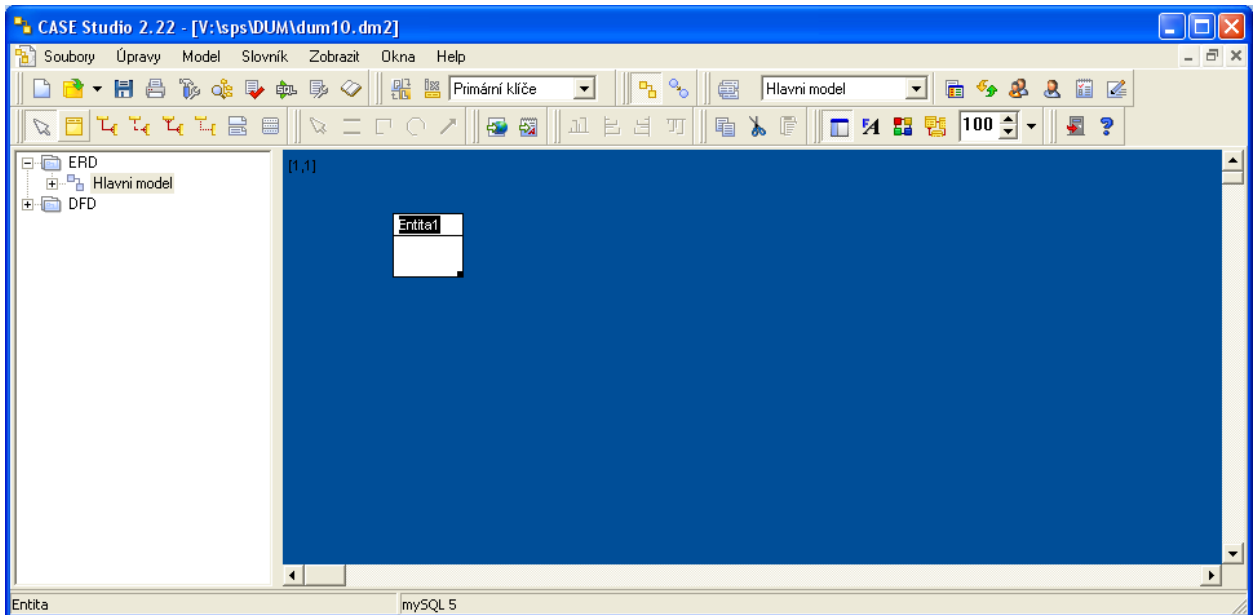 CASE Studio 2.22 - [V:\sps\DUM\dum10.dm2]
Soubory Úpravy Model Slovník Zobrazit Okna Help
SQL Primární klíče Hlavni model
100
ERD
Hlavni model
DFD
[1,1]
Entita1
Entita
mySQL 5